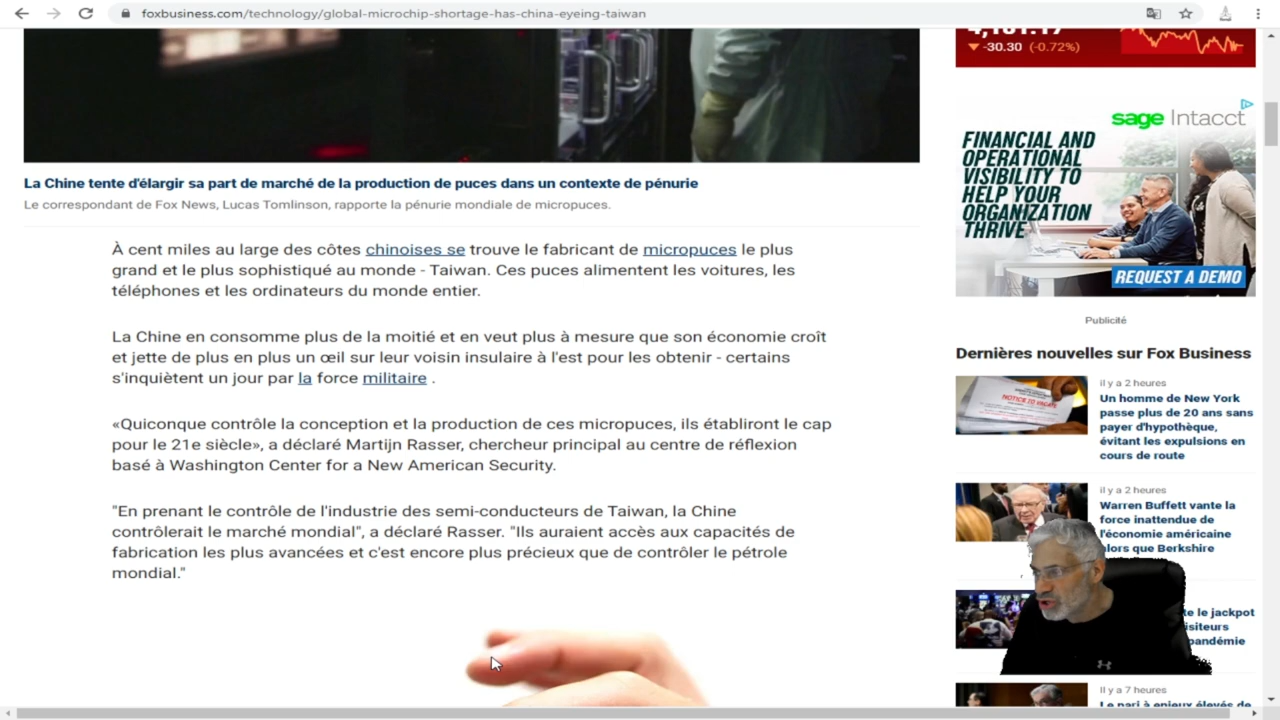 foxbusiness.com/technology/global-microchip-shortage-has-china-eyeing-taiwan
-30.30 (-0.72%)
sage Intacct
FINANCIAL AND
OPERATIONAL
VISIBILITY TO
HELP YOUR
ORGANIZATION
THRIVE
REQUEST A DEMO
Publicité
La Chine tente d'élargir sa part de marché de la production de puces dans un contexte de pénurie
Le correspondant de Fox News, Lucas Tomlinson, rapporte la pénurie mondiale de micropuces.
À cent miles au large des côtes chinoises se trouve le fabricant de micropuces le plus
grand et le plus sophistiqué au monde - Taiwan. Ces puces alimentent les voitures, les
téléphones et les ordinateurs du monde entier.
La Chine en consomme plus de la moitié et en veut plus à mesure que son économie croît
et jette de plus en plus un œil sur leur voisin insulaire à l'est pour les obtenir - certains
s'inquiètent un jour par la force militaire .
«Quiconque contrôle la conception et la production de ces micropuces, ils établiront le cap
pour le 21e siècle», a déclaré Martijn Rasser, chercheur principal au centre de réflexion
basé à Washington Center for a New American Security.
"En prenant le contrôle de l'industrie des semi-conducteurs de Taiwan, la Chine
contrôlerait le marché mondial", a déclaré Rasser. "Ils auraient accès aux capacités de
fabrication les plus avancées et c'est encore plus précieux que de contrôler le pétrole
mondial."
Dernières nouvelles sur Fox Business
il y a 2 heures
Un homme de New York
passe plus de 20 ans sans
payer d'hypothèque,
évitant les expulsions en
cours de route
NOTICE TO VACATE
il y a 2 heures
Warren Buffett vante la
force inattendue de
l'économie américaine
alors que Berkshire
te le jackpot
isiteurs
pandémie
Il y a 7 heures
Le pari à enjeux élevés de